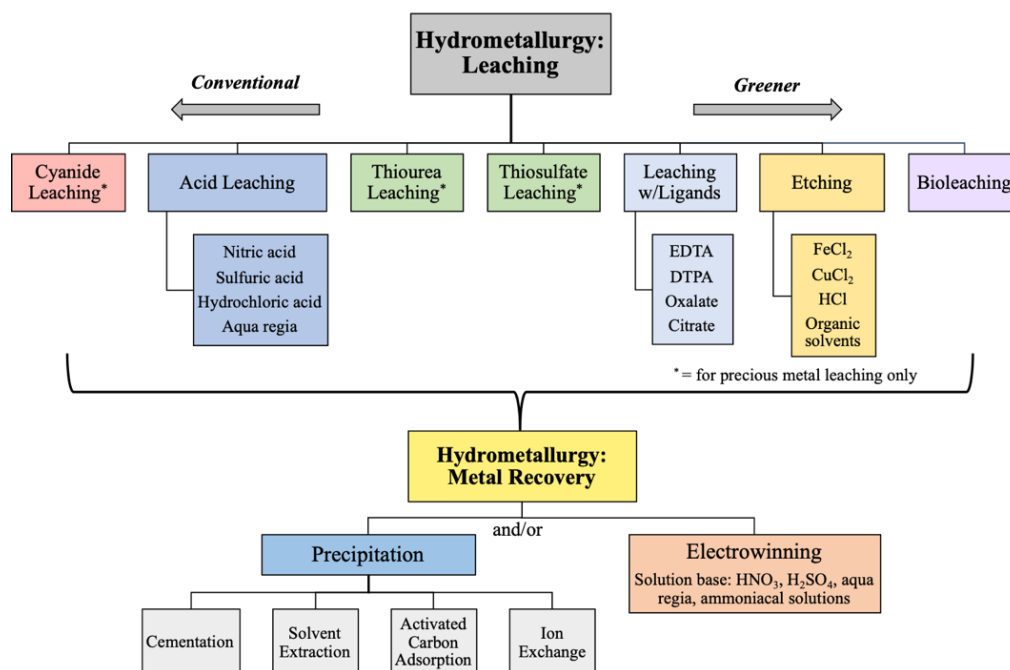 Hydrometallurgy:
Leaching
Conventional
Greener
Cyanide
Leaching*
Acid Leaching
Thiourea
Leaching*
Thiosulfate
Leaching*
Leaching
w/Ligands
Etching
Bioleaching
Nitric acid
Sulfuric acid
Hydrochloric acid
Aqua regia
EDTA
DTPA
Oxalate
Citrate
FeCl₂
CuCl₂
HCl
Organic
solvents
* = for precious metal leaching only
Hydrometallurgy:
Metal Recovery
and/or
Precipitation
Electrowinning
Solution base: HNO₃, H₂SO₄, aqua
regia, ammoniacal solutions
Cementation
Solvent
Extraction
Activated
Carbon
Adsorption
Ion
Exchange